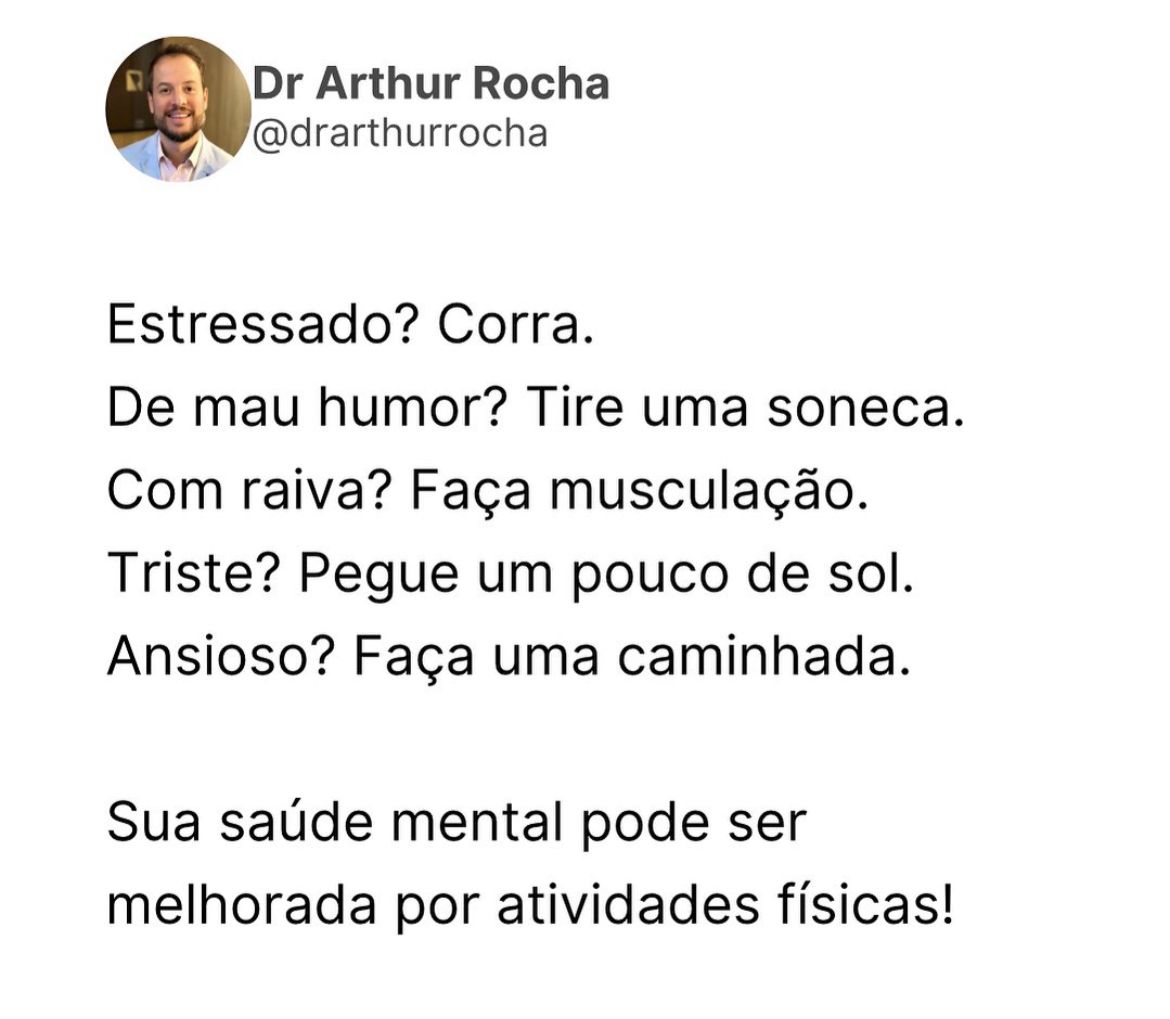 Dr Arthur Rocha
@drarthurrocha
Estressado? Corra.
De mau humor? Tire uma soneca.
Com raiva? Faça musculação.
Triste? Pegue um pouco de sol.
Ansioso? Faça uma caminhada.
Sua saúde mental pode ser
melhorada por atividades físicas!